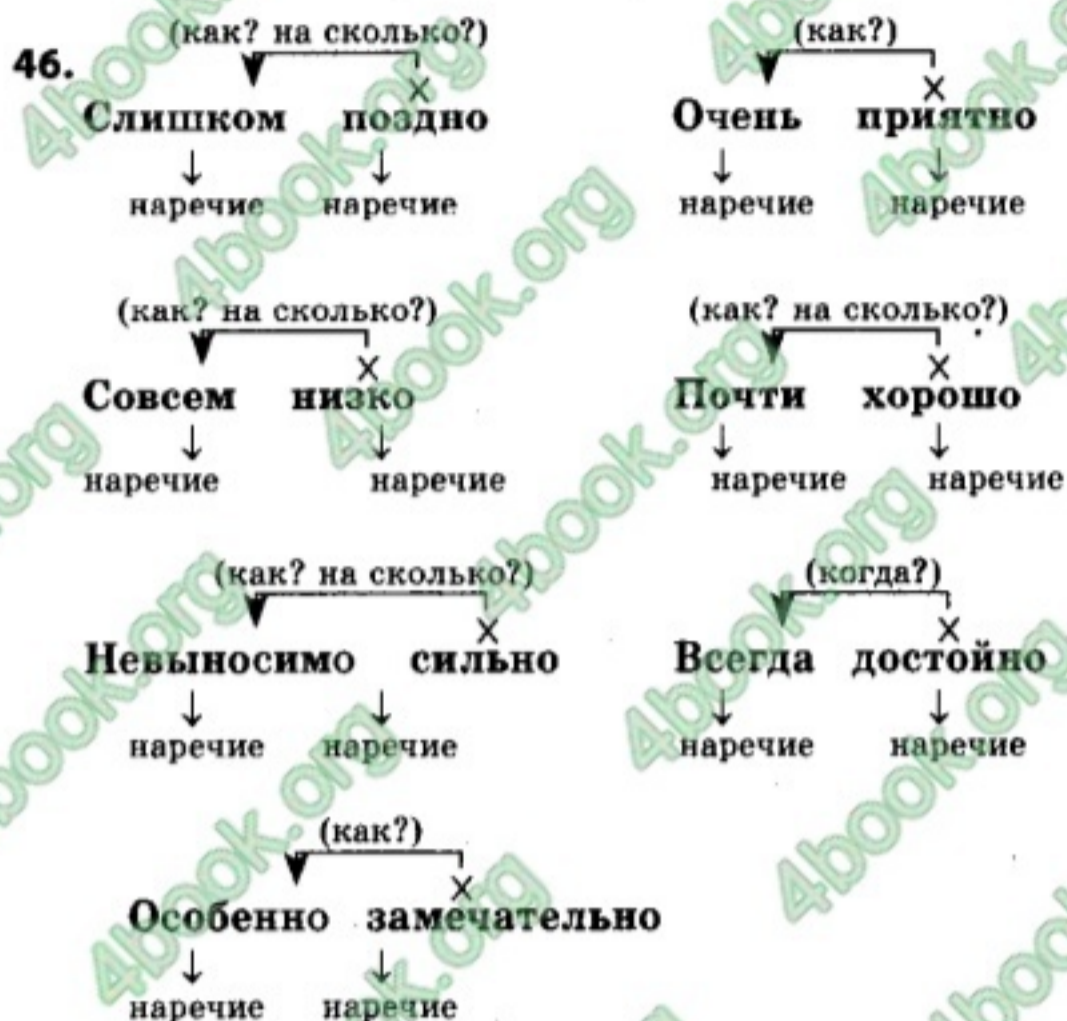 (как? на сколько?) (как?)
46.
× ×
Слишком поздно Очень приятно
наречие наречие наречие наречие
(как? на сколько?) (как? на сколько?)
× ×
Совсем низко Почти хорошо
наречие наречие наречие наречие
(как? на сколько?) (когда?)
× ×
Невыносимо сильно Всегда достойно
наречие наречие наречие наречие
(как?)
×
Особенно замечательно
наречие наречие
4book.org